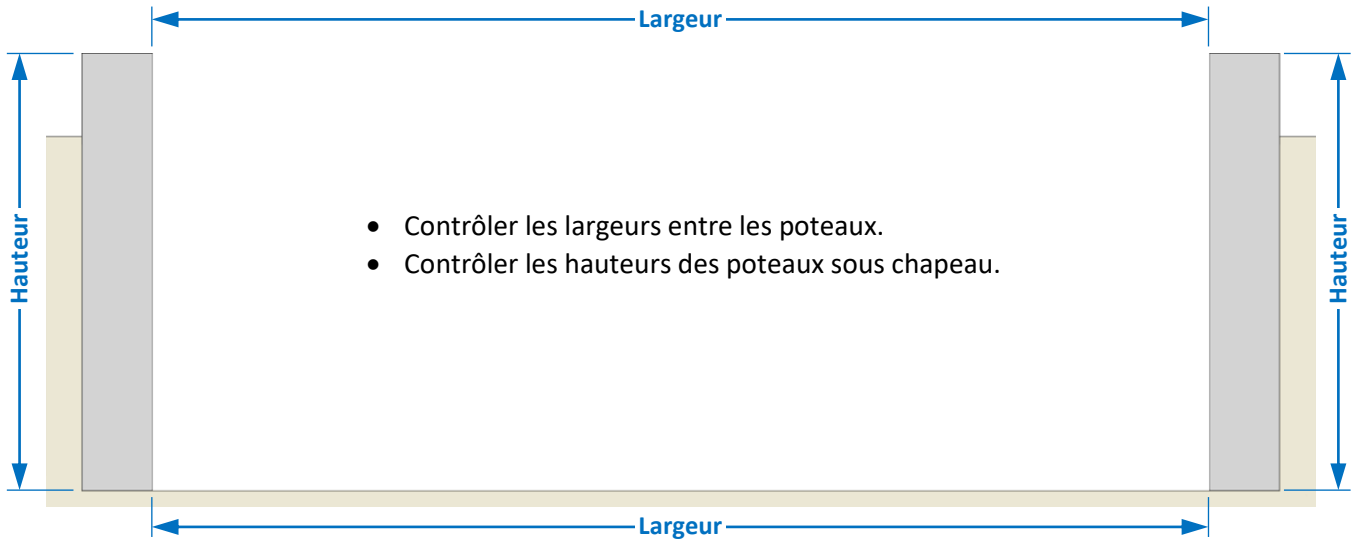 Largeur
Hauteur
• Contrôler les largeurs entre les poteaux.
• Contrôler les hauteurs des poteaux sous chapeau.
Hauteur
Largeur